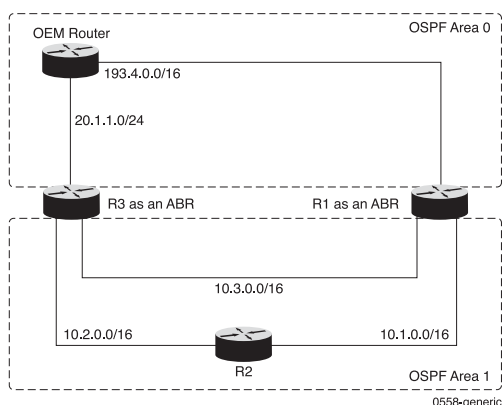 OSPF Area 0
OEM Router
193.4.0.0/16
20.1.1.0/24
R3 as an ABR
R1 as an ABR
10.3.0.0/16
10.2.0.0/16
10.1.0.0/16
R2
OSPF Area 1
0558-generic